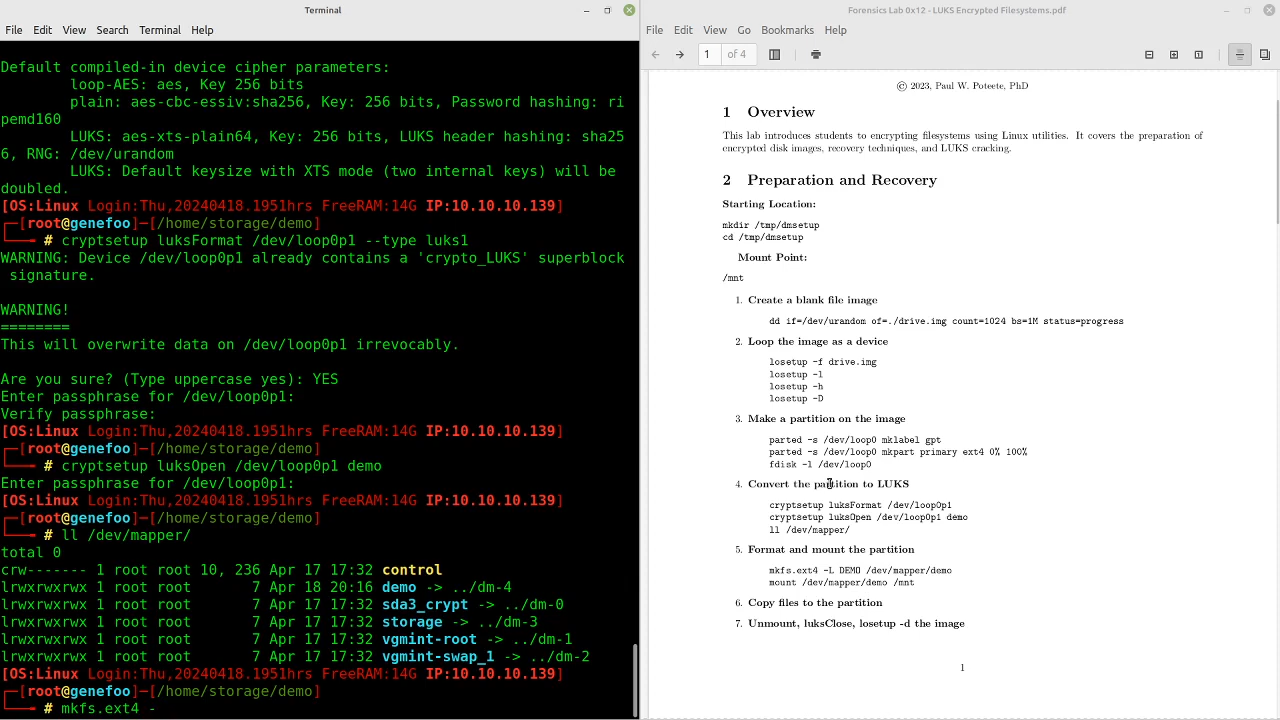 Terminal
File Edit View Search Terminal Help
Default compiled-in device cipher parameters:
loop-AES: aes, Key 256 bits
plain: aes-cbc-essiv:sha256, Key: 256 bits, Password hashing: ri
pemd160
LUKS: aes-xts-plain64, Key: 256 bits, LUKS header hashing: sha25
6, RNG: /dev/urandom
LUKS: Default keysize with XTS mode (two internal keys) will be
doubled.
[OS:Linux Login:Thu,20240418.1951hrs FreeRAM:14G IP:10.10.10.139]
┌─[root@genefoo]─[/home/storage/demo]
└──╼ # cryptsetup luksFormat /dev/loop0p1 --type luks1
WARNING: Device /dev/loop0p1 already contains a 'crypto_LUKS' superblock
signature.
WARNING!
========
This will overwrite data on /dev/loop0p1 irrevocably.
Are you sure? (Type uppercase yes): YES
Enter passphrase for /dev/loop0p1:
Verify passphrase:
[OS:Linux Login:Thu,20240418.1951hrs FreeRAM:14G IP:10.10.10.139]
┌─[root@genefoo]─[/home/storage/demo]
└──╼ # cryptsetup luksOpen /dev/loop0p1 demo
Enter passphrase for /dev/loop0p1:
[OS:Linux Login:Thu,20240418.1951hrs FreeRAM:14G IP:10.10.10.139]
┌─[root@genefoo]─[/home/storage/demo]
└──╼ # ll /dev/mapper/
total 0
crw------- 1 root root 10, 236 Apr 17 17:32 control
lrwxrwxrwx 1 root root 7 Apr 18 20:16 demo -> ../dm-4
lrwxrwxrwx 1 root root 7 Apr 17 17:32 sda3_crypt -> ../dm-0
lrwxrwxrwx 1 root root 7 Apr 17 17:32 storage -> ../dm-3
lrwxrwxrwx 1 root root 7 Apr 17 17:32 vgmint-root -> ../dm-1
lrwxrwxrwx 1 root root 7 Apr 17 17:32 vgmint-swap_1 -> ../dm-2
[OS:Linux Login:Thu,20240418.1951hrs FreeRAM:14G IP:10.10.10.139]
┌─[root@genefoo]─[/home/storage/demo]
└──╼ # mkfs.ext4 -
Forensics Lab 0x12 - LUKS Encrypted Filesystems.pdf
File Edit View Go Bookmarks Help
1 of 4
© 2023, Paul W. Poteete, PhD
1 Overview
This lab introduces students to encrypting filesystems using Linux utilities. It covers the preparation of
encrypted disk images, recovery techniques, and LUKS cracking.
2 Preparation and Recovery
Starting Location:
mkdir /tmp/dmsetup
cd /tmp/dmsetup
Mount Point:
/mnt
1. Create a blank file image
dd if=/dev/urandom of=./drive.img count=1024 bs=1M status=progress
2. Loop the image as a device
losetup -f drive.img
losetup -l
losetup -h
losetup -D
3. Make a partition on the image
parted -s /dev/loop0 mklabel gpt
parted -s /dev/loop0 mkpart primary ext4 0% 100%
fdisk -l /dev/loop0
4. Convert the partition to LUKS
cryptsetup luksFormat /dev/loop0p1
cryptsetup luksOpen /dev/loop0p1 demo
ll /dev/mapper/
5. Format and mount the partition
mkfs.ext4 -L DEMO /dev/mapper/demo
mount /dev/mapper/demo /mnt
6. Copy files to the partition
7. Unmount, luksClose, losetup -d the image
1